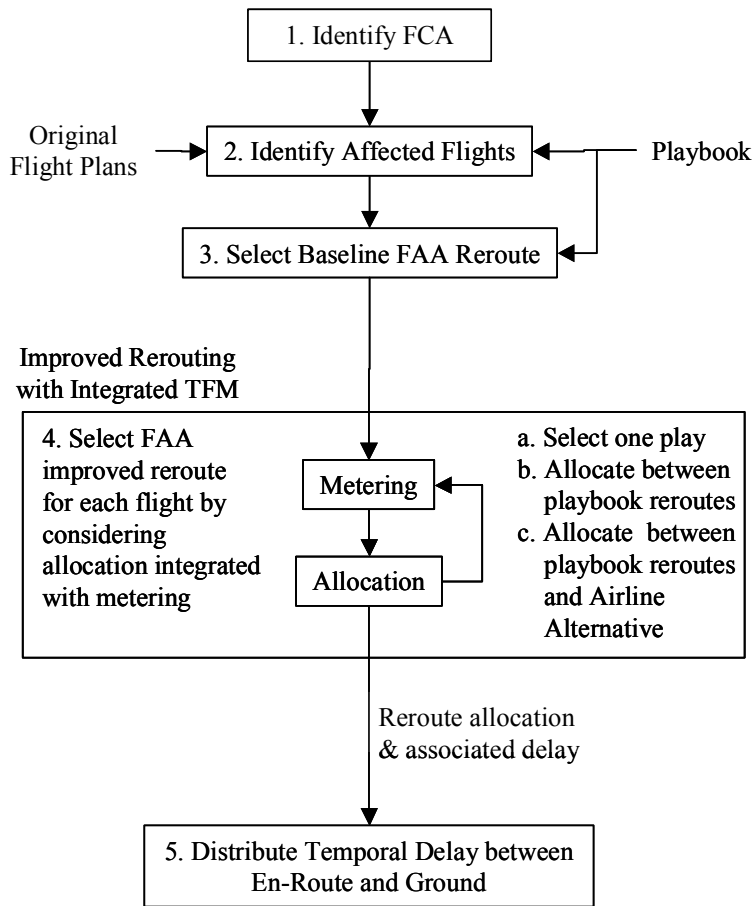 1. Identify FCA
Original
Flight Plans
2. Identify Affected Flights
Playbook
3. Select Baseline FAA Reroute
Improved Rerouting
with Integrated TFM
4. Select FAA
improved reroute
for each flight by
considering
allocation integrated
with metering
Metering
Allocation
a. Select one play
b. Allocate between
playbook reroutes
c. Allocate between
playbook reroutes
and Airline
Alternative
Reroute allocation
& associated delay
5. Distribute Temporal Delay between
En-Route and Ground